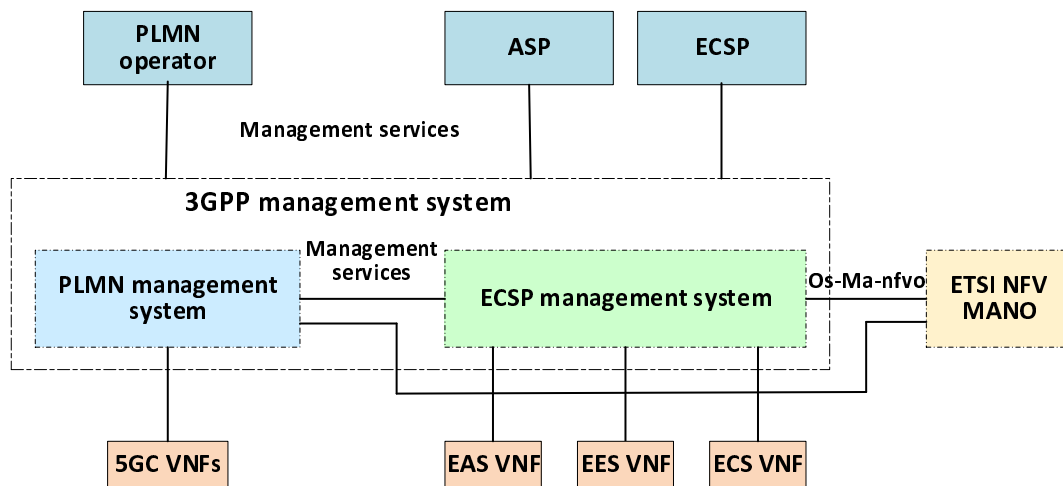 PLMN
operator
ASP
ECSP
Management services
3GPP management system
Management
services
PLMN management
system
ECSP management system
Os-Ma-nfvo
ETSI NFV
MANO
5GC VNFs
EAS VNF
EES VNF
ECS VNF